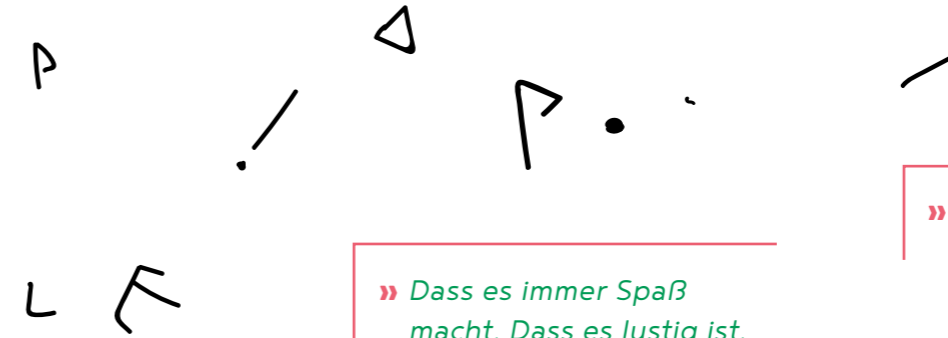 » Dass es immer Spaß
macht. Dass es lustig ist.
»